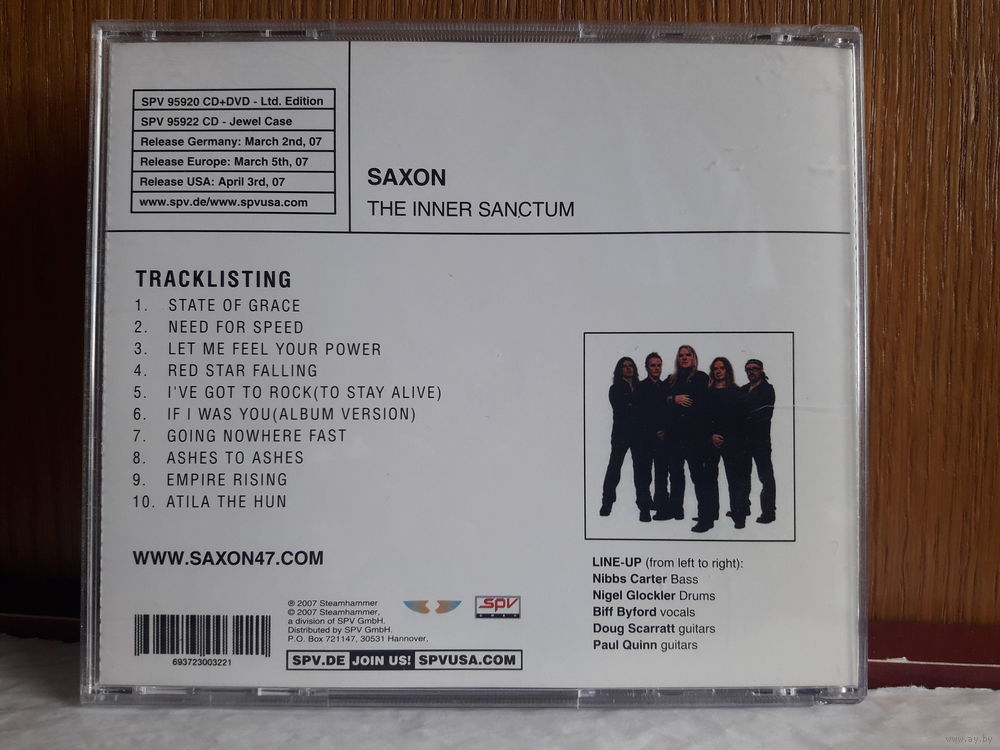 SPV 95920 CD+DVD - Ltd. Edition
SPV 95922 CD - Jewel Case
Release Germany: March 2nd, 07
Release Europe: March 5th, 07
Release USA: April 3rd, 07
www.spv.de/www.spvusa.com
SAXON
THE INNER SANCTUM
TRACKLISTING
1. STATE OF GRACE
2. NEED FOR SPEED
3. LET ME FEEL YOUR POWER
4. RED STAR FALLING
5. I'VE GOT TO ROCK(TO STAY ALIVE)
6. IF I WAS YOU(ALBUM VERSION)
7. GOING NOWHERE FAST
8. ASHES TO ASHES
9. EMPIRE RISING
10. ATILA THE HUN
WWW.SAXON47.COM
LINE-UP (from left to right):
Nibbs Carter Bass
Nigel Glockler Drums
Biff Byford vocals
Doug Scarratt guitars
Paul Quinn guitars
693723003221
℗ 2007 Steamhammer
© 2007 Steamhammer,
a division of SPV GmbH.
Distributed by SPV GmbH.
P.O. Box 721147, 30531 Hannover,
SPV
SPV.DE JOIN US! SPVUSA.COM
www.ay.by